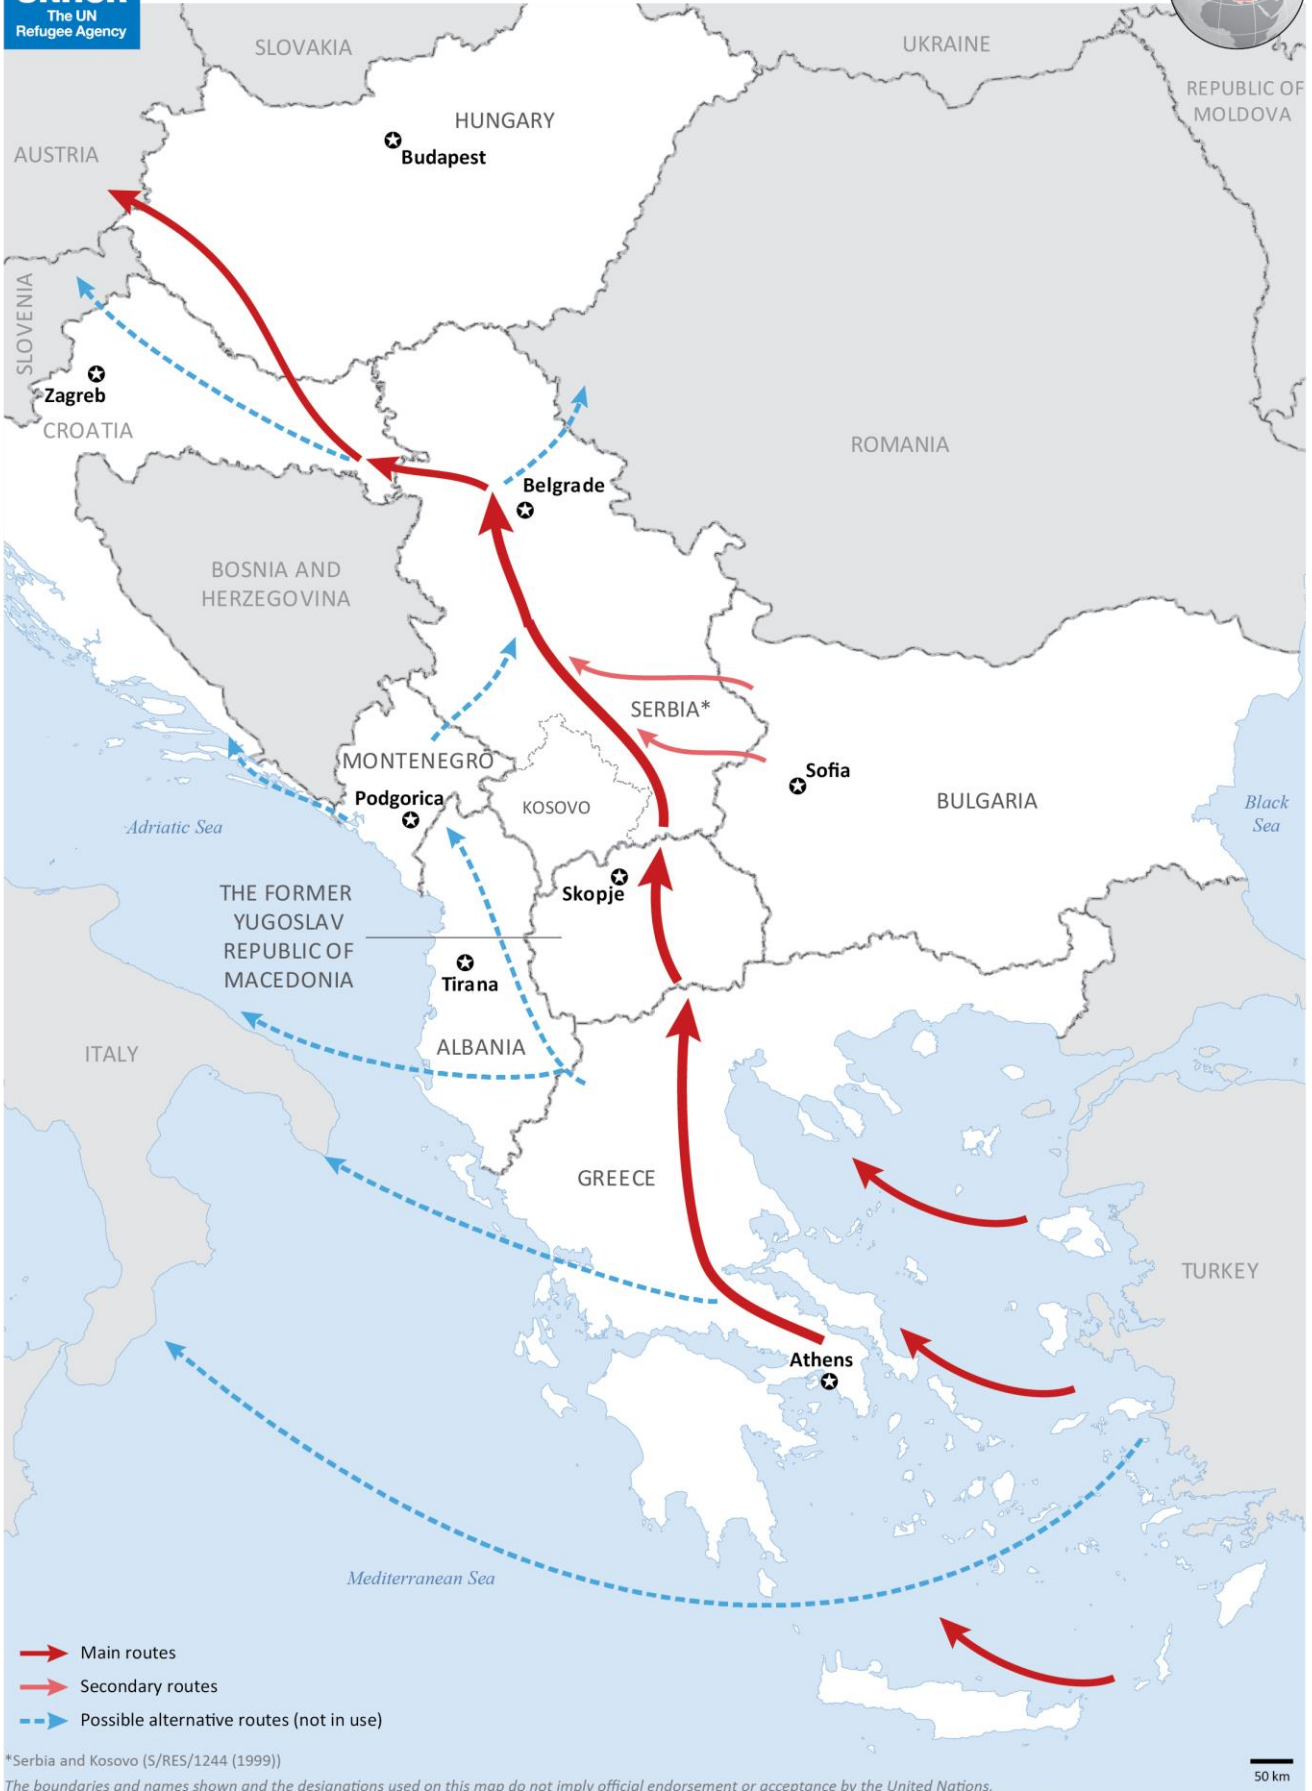 The UN
Refugee Agency
SLOVAKIA
UKRAINE
REPUBLIC OF
MOLDOVA
HUNGARY
Budapest
AUSTRIA
SLOVENIA
Zagreb
CROATIA
ROMANIA
Belgrade
BOSNIA AND
HERZEGOVINA
SERBIA*
MONTENEGRO
Podgorica
KOSOVO
Sofia
BULGARIA
Black
Sea
Adriatic Sea
Skopje
THE FORMER
YUGOSLAV
REPUBLIC OF
MACEDONIA
Tirana
ALBANIA
ITALY
GREECE
TURKEY
Athens
Mediterranean Sea
Main routes
Secondary routes
Possible alternative routes (not in use)
*Serbia and Kosovo (S/RES/1244 (1999))
50 km
The boundaries and names shown and the designations used on this map do not imply official endorsement or acceptance by the United Nations.